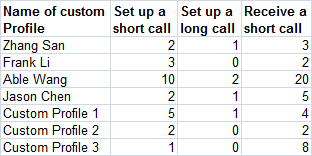 Name of custom Set up a Set up a Receive a
Profile short call long call short call
Zhang San 2 1 3
Frank Li 3 0 2
Able Wang 10 2 20
Jason Chen 2 1 5
Custom Profile 1 5 1 4
Custom Profile 2 2 0 2
Custom Profile 3 1 0 8